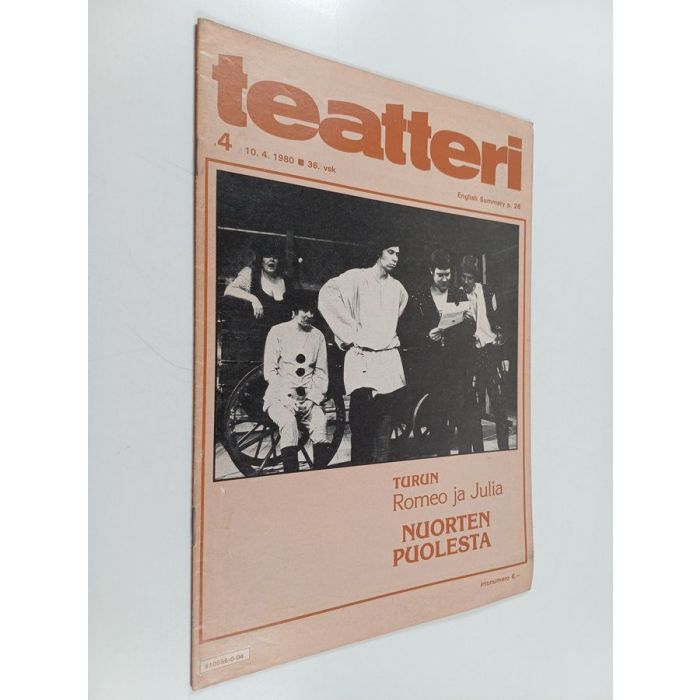 teatteri
4 10. 4. 1980 ■ 36. vsk
English Summary p. 26
TURUN
Romeo ja Julia
NUORTEN
PUOLESTA
Irtonumero 6,–